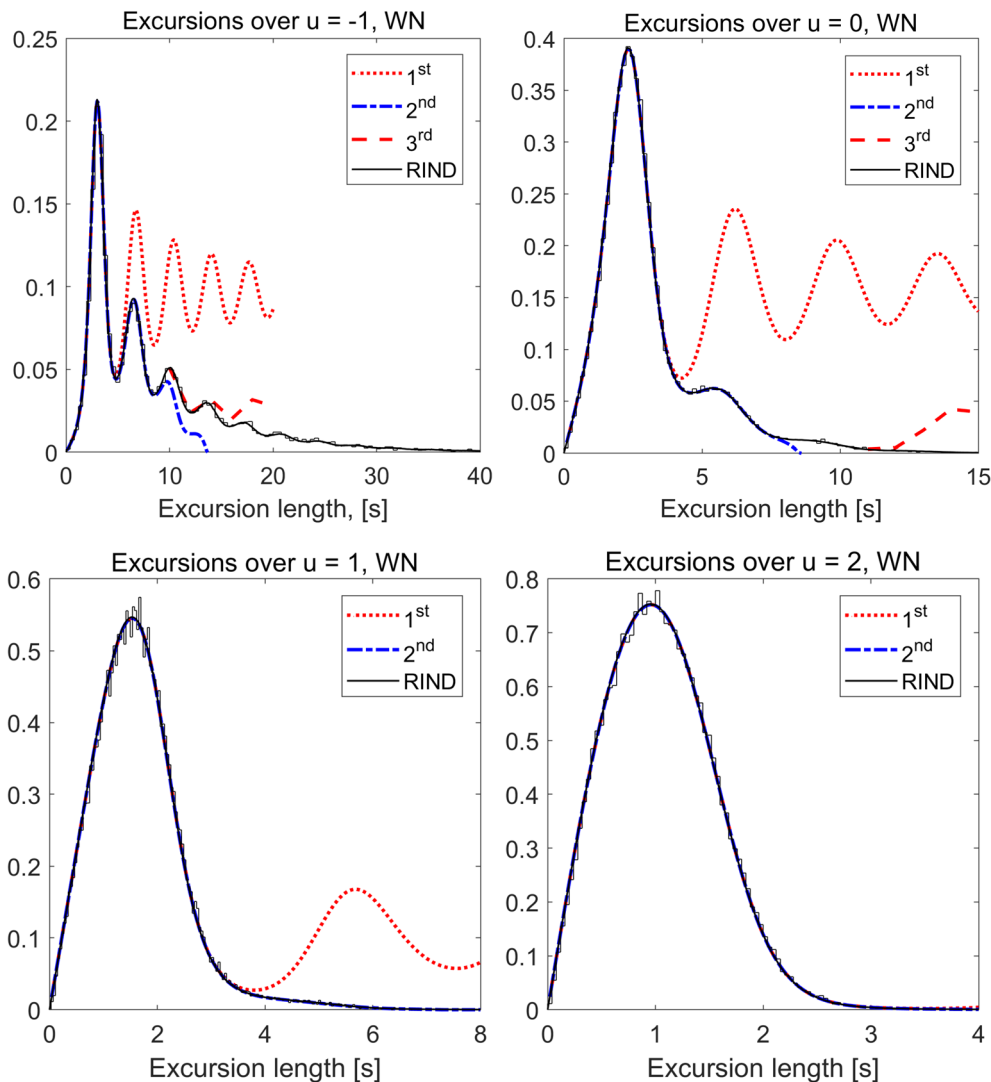 Excursions over u = -1, WN
0.25
0.2
0.15
0.1
0.05
0
0 10 20 30 40
1st
2nd
3rd
RIND
Excursion length, [s]
Excursions over u = 0, WN
0.4
0.35
0.3
0.25
0.2
0.15
0.1
0.05
0
0 5 10 15
1st
2nd
3rd
RIND
Excursion length [s]
Excursions over u = 1, WN
0.6
0.5
0.4
0.3
0.2
0.1
0
0 2 4 6 8
1st
2nd
RIND
Excursion length [s]
Excursions over u = 2, WN
0.8
0.7
0.6
0.5
0.4
0.3
0.2
0.1
0
0 1 2 3 4
1st
2nd
RIND
Excursion length [s]